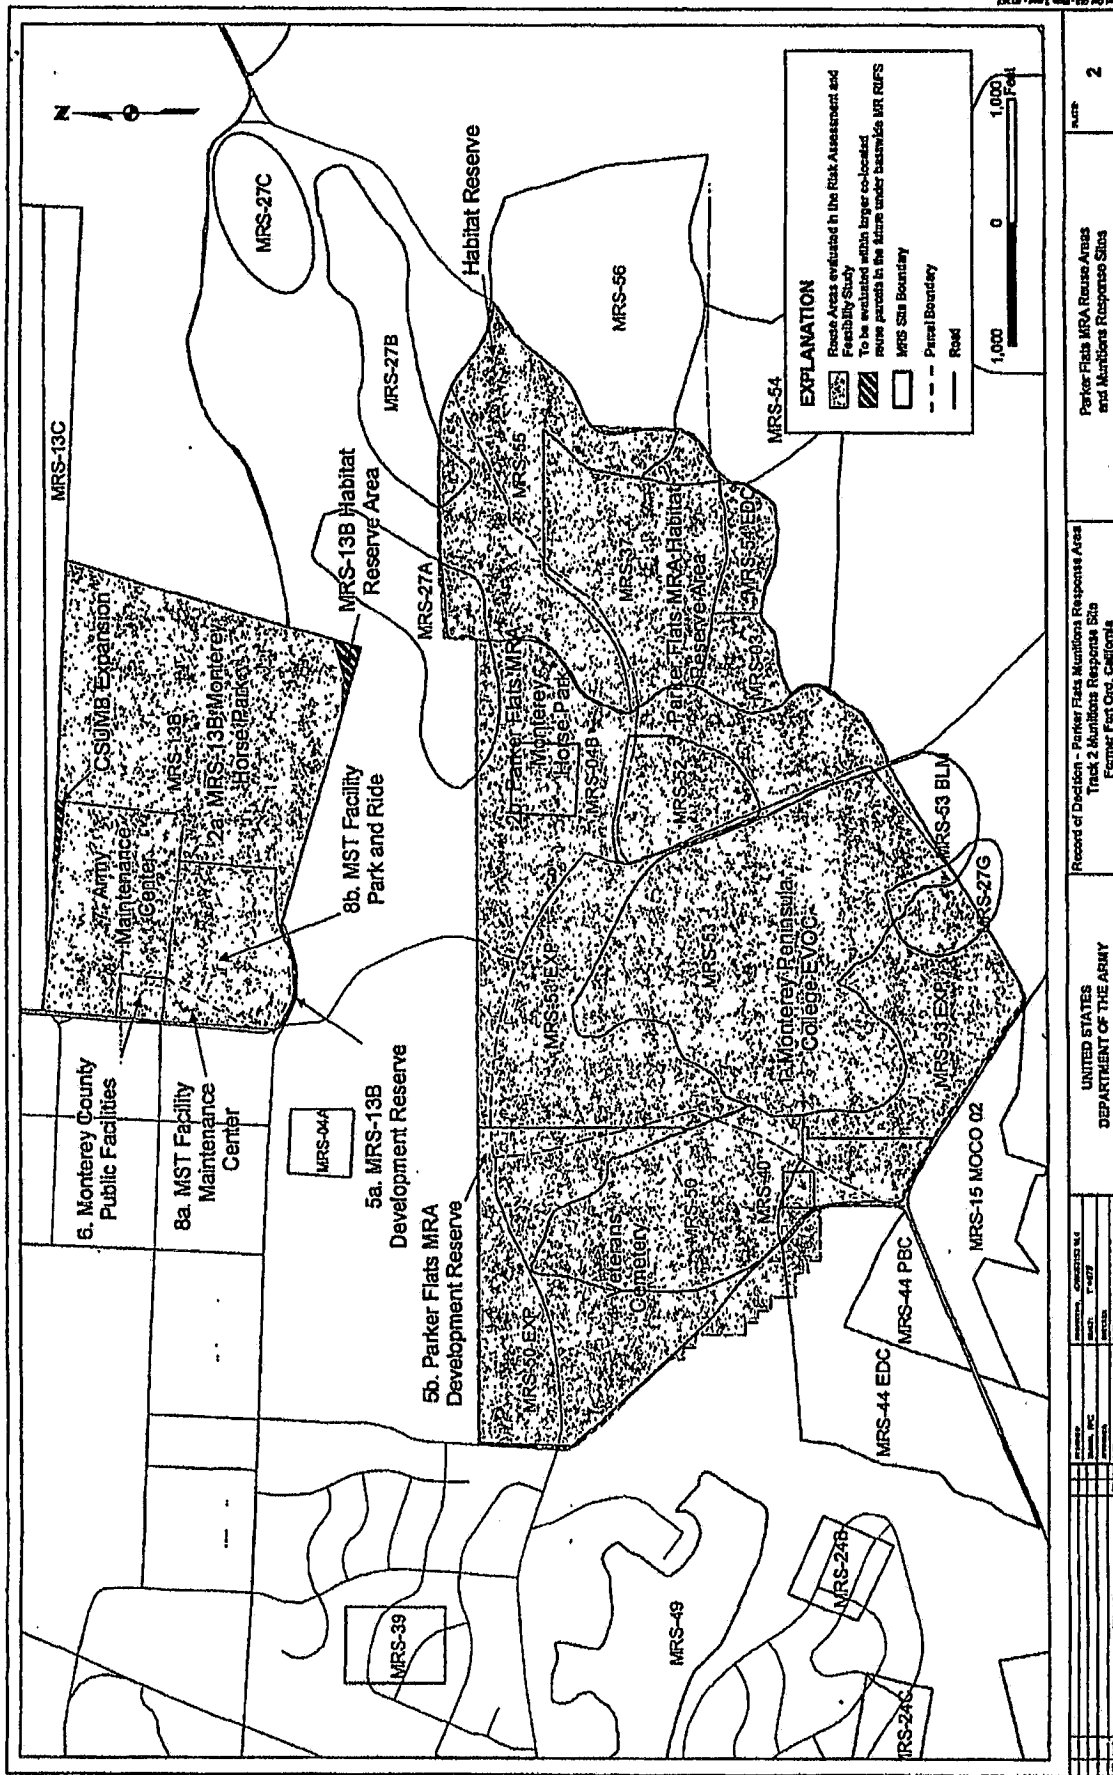 N
MRS-13C
MRS-27C
CSUMB Expansion
MRS-13B
7. Army
Maintenance
Center
2a. MRS-13B Monterey
Horse Park
MRS-27B
MRS-13B Habitat
Reserve Area
Habitat Reserve
6. Monterey County
Public Facilities
8a. MST Facility
Maintenance
Center
8b. MST Facility
Park and Ride
MRS-04A
5a. MRS-13B
Development Reserve
MRS-27A
MRS-55
MRS-56
5b. Parker Flats MRA
Development Reserve
2b. Parker Flats MRA
Monterey
Horse Park
MRS-04B
MRS-37
Parker Flats MRA Habitat
Reserve Area
MRS-54 EDC
MRS-54
MRS-03
MRS-52
MRS-50 EXP
MRS-51 EXP
MRS-53
Veterans
Cemetery
MRS-50
MRS-40
1. Monterey Peninsula
College EVOC
MRS-53 EXP
MRS-53 BLM
MRS-27G
MRS-39
MRS-49
MRS-24B
MRS-24C
MRS-44 EDC
MRS-44 PBC
MRS-15 MOCO 02
EXPLANATION
Reuse Areas evaluated in the Risk Assessment and
Feasibility Study
To be evaluated within larger co-located
reuse parcels in the future under basewide MR RI/FS
MRS Site Boundary
Parcel Boundary
Road
1,000 0 1,000
Feet
UNITED STATES
DEPARTMENT OF THE ARMY
Record of Decision - Parker Flats Munitions Response Area
Track 2 Munitions Response Site
Former Fort Ord, California
Parker Flats MRA Reuse Areas
and Munitions Response Sites
PLATE
2